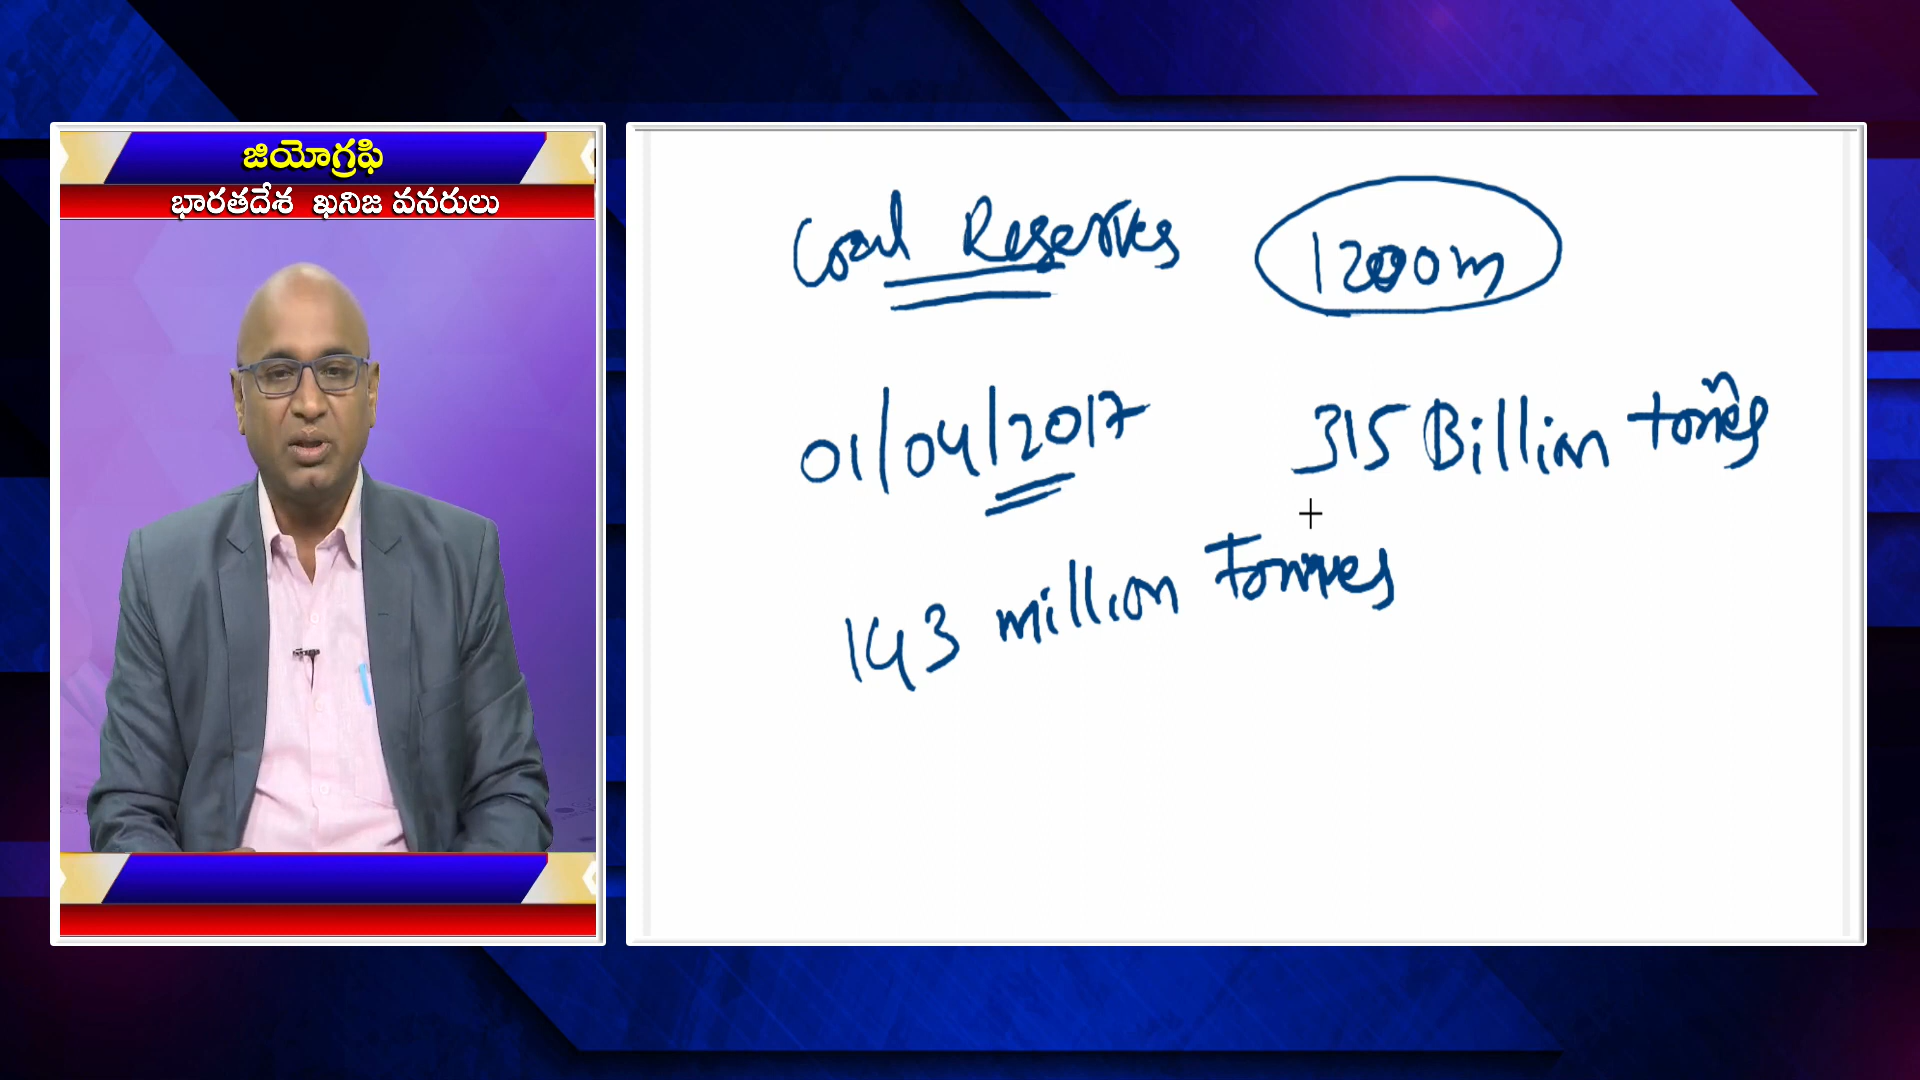 జియోగ్రఫి
భారతదేశ ఖనిజ వనరులు
Coal Reserves 1200m
01/04/2017 315 Billion tonnes
143 million tonnes